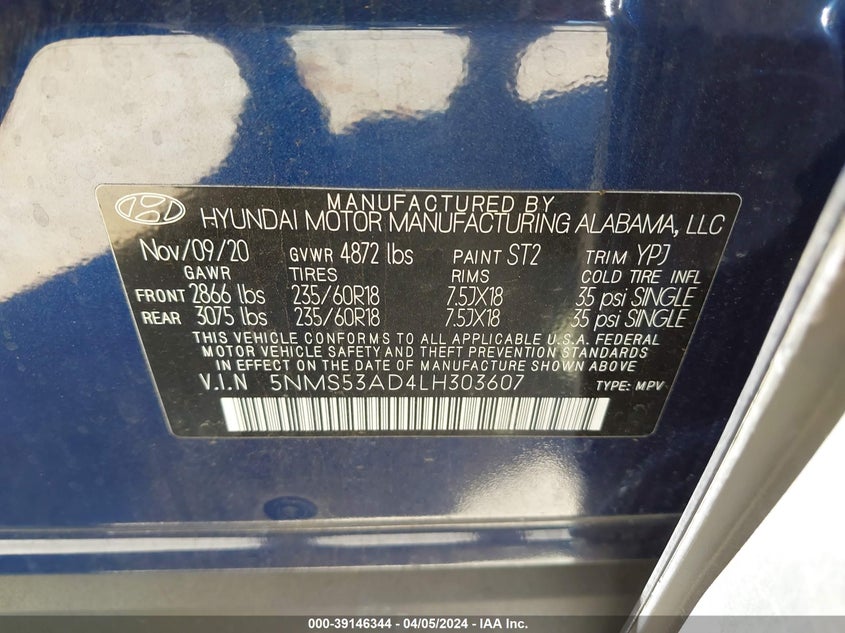 MANUFACTURED BY
HYUNDAI MOTOR MANUFACTURING ALABAMA, LLC
Nov/09/20 GVWR 4872 lbs PAINT ST2 TRIM YPJ
GAWR TIRES RIMS COLD TIRE INFL
FRONT 2866 lbs 235/60R18 7.5JX18 35 psi SINGLE
REAR 3075 lbs 235/60R18 7.5JX18 35 psi SINGLE
THIS VEHICLE CONFORMS TO ALL APPLICABLE U.S.A. FEDERAL
MOTOR VEHICLE SAFETY AND THEFT PREVENTION STANDARDS
IN EFFECT ON THE DATE OF MANUFACTURE SHOWN ABOVE
V.I.N 5NMS53AD4LH303607 TYPE: MPV
000-39146344 - 04/05/2024 - IAA Inc.